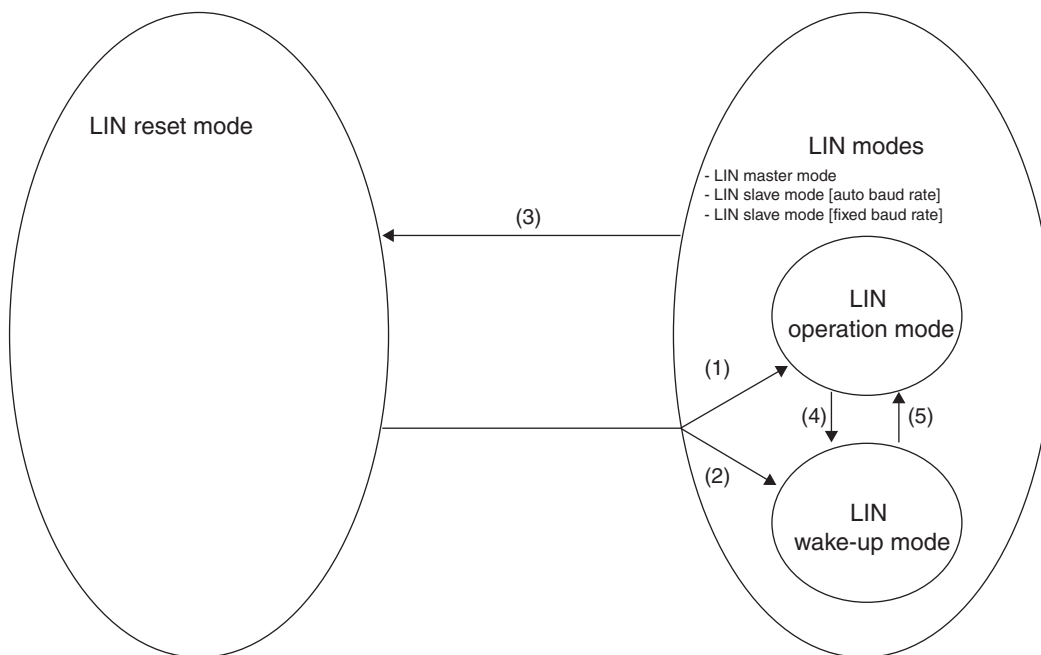 LIN reset mode
LIN modes
- LIN master mode
- LIN slave mode [auto baud rate]
- LIN slave mode [fixed baud rate]
(3)
LIN
operation mode
(1)
(4)
(5)
(2)
LIN
wake-up mode